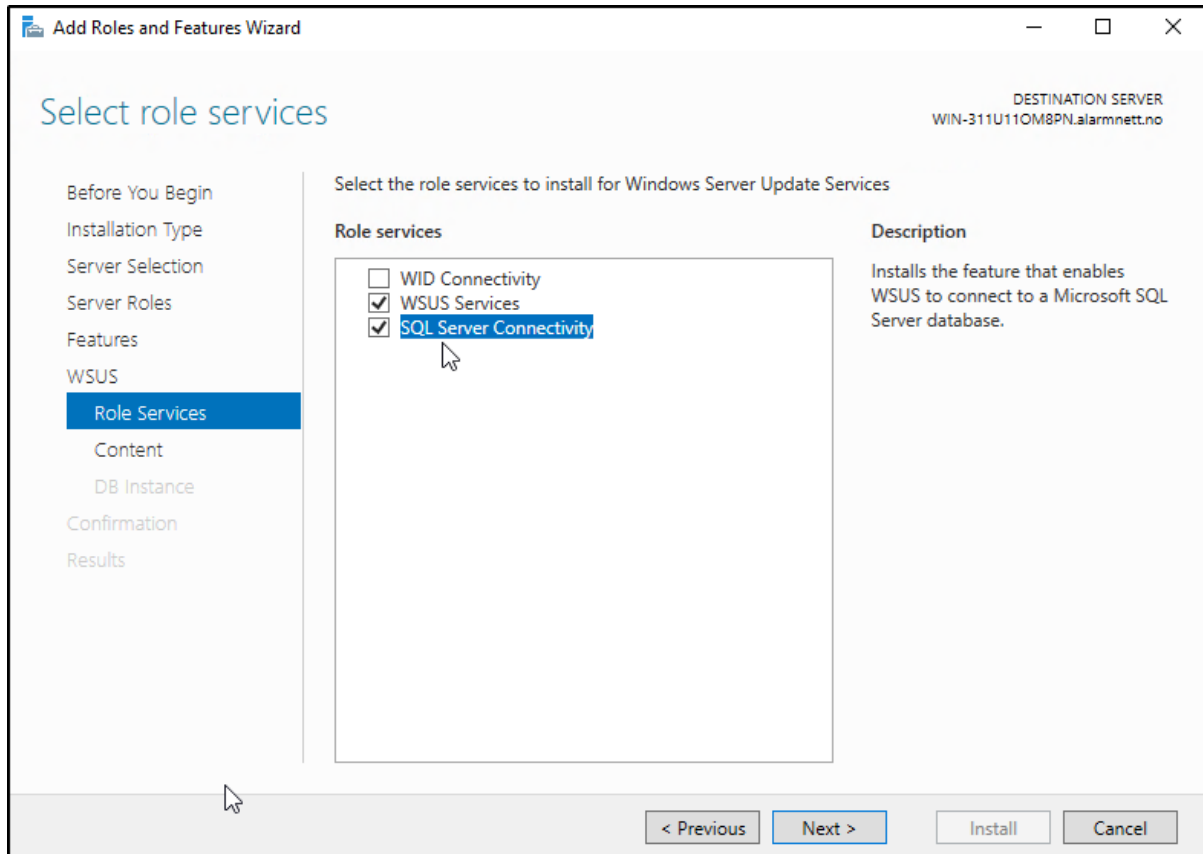 Add Roles and Features Wizard
Select role services
DESTINATION SERVER
WIN-311U11OM8PN.alarmnett.no
Before You Begin
Installation Type
Server Selection
Server Roles
Features
WSUS
Role Services
Content
DB Instance
Confirmation
Results
Select the role services to install for Windows Server Update Services
Role services
WID Connectivity
WSUS Services
SQL Server Connectivity
Description
Installs the feature that enables
WSUS to connect to a Microsoft SQL
Server database.
< Previous
Next >
Install
Cancel